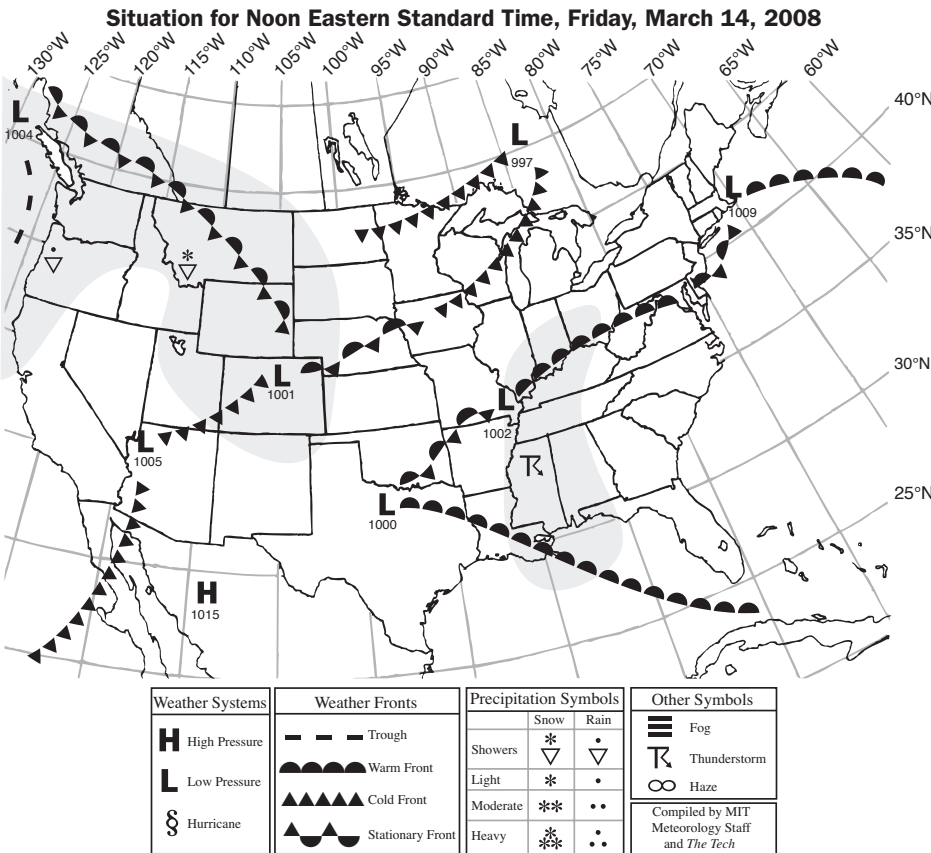 Situation for Noon Eastern Standard Time, Friday, March 14, 2008
130°W 125°W 120°W 115°W 110°W 105°W 100°W 95°W 90°W 85°W 80°W 75°W 70°W 65°W 60°W
40°N
35°N
30°N
25°N
L
1004
L
997
L
1009
L
1001
L
1002
L
1005
L
1000
H
1015
Weather Systems
H High Pressure
L Low Pressure
§ Hurricane
Weather Fronts
Trough
Warm Front
Cold Front
Stationary Front
Precipitation Symbols
Snow Rain
Showers
Light
Moderate
Heavy
Other Symbols
Fog
Thunderstorm
Haze
Compiled by MIT
Meteorology Staff
and The Tech